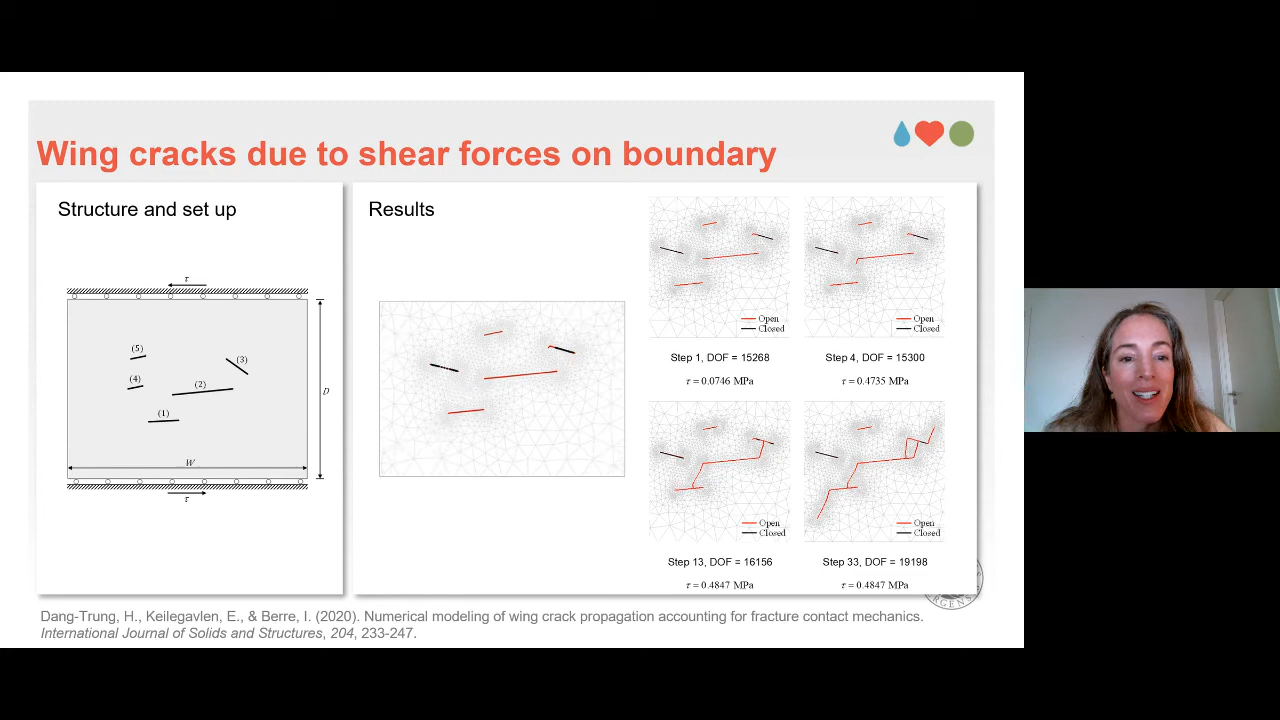 Wing cracks due to shear forces on boundary
Structure and set up
τ
(5)
(3)
(4)
(2)
(1)
D
W
τ
Results
Open
Closed
Step 1, DOF = 15268
τ = 0.0746 MPa
Open
Closed
Step 4, DOF = 15300
τ = 0.4735 MPa
Open
Closed
Step 13, DOF = 16156
τ = 0.4847 MPa
Open
Closed
Step 33, DOF = 19198
τ = 0.4847 MPa
Dang-Trung, H., Keilegavlen, E., & Berre, I. (2020). Numerical modeling of wing crack propagation accounting for fracture contact mechanics.
International Journal of Solids and Structures, 204, 233-247.